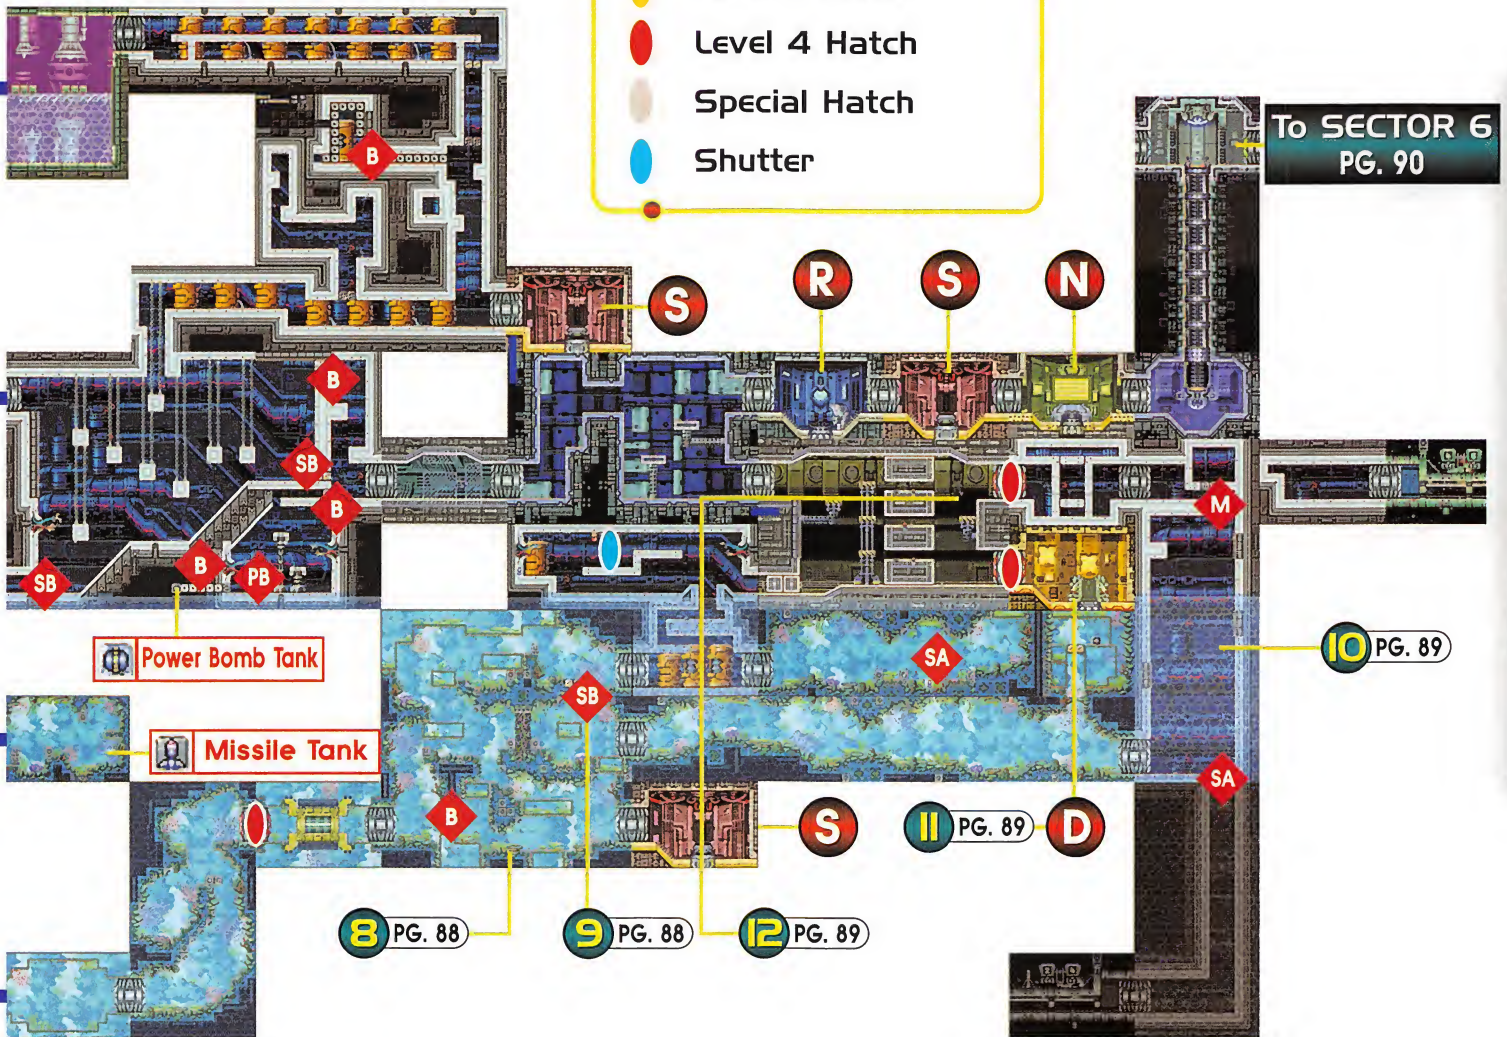 Level 4 Hatch
Special Hatch
Shutter
To SECTOR 6
PG. 90
B
S
R
S
N
B
SB
B
M
SB
B
PB
Power Bomb Tank
SA
10 PG. 89
SB
Missile Tank
SA
B
S
11 PG. 89
D
8 PG. 88
9 PG. 88
12 PG. 89